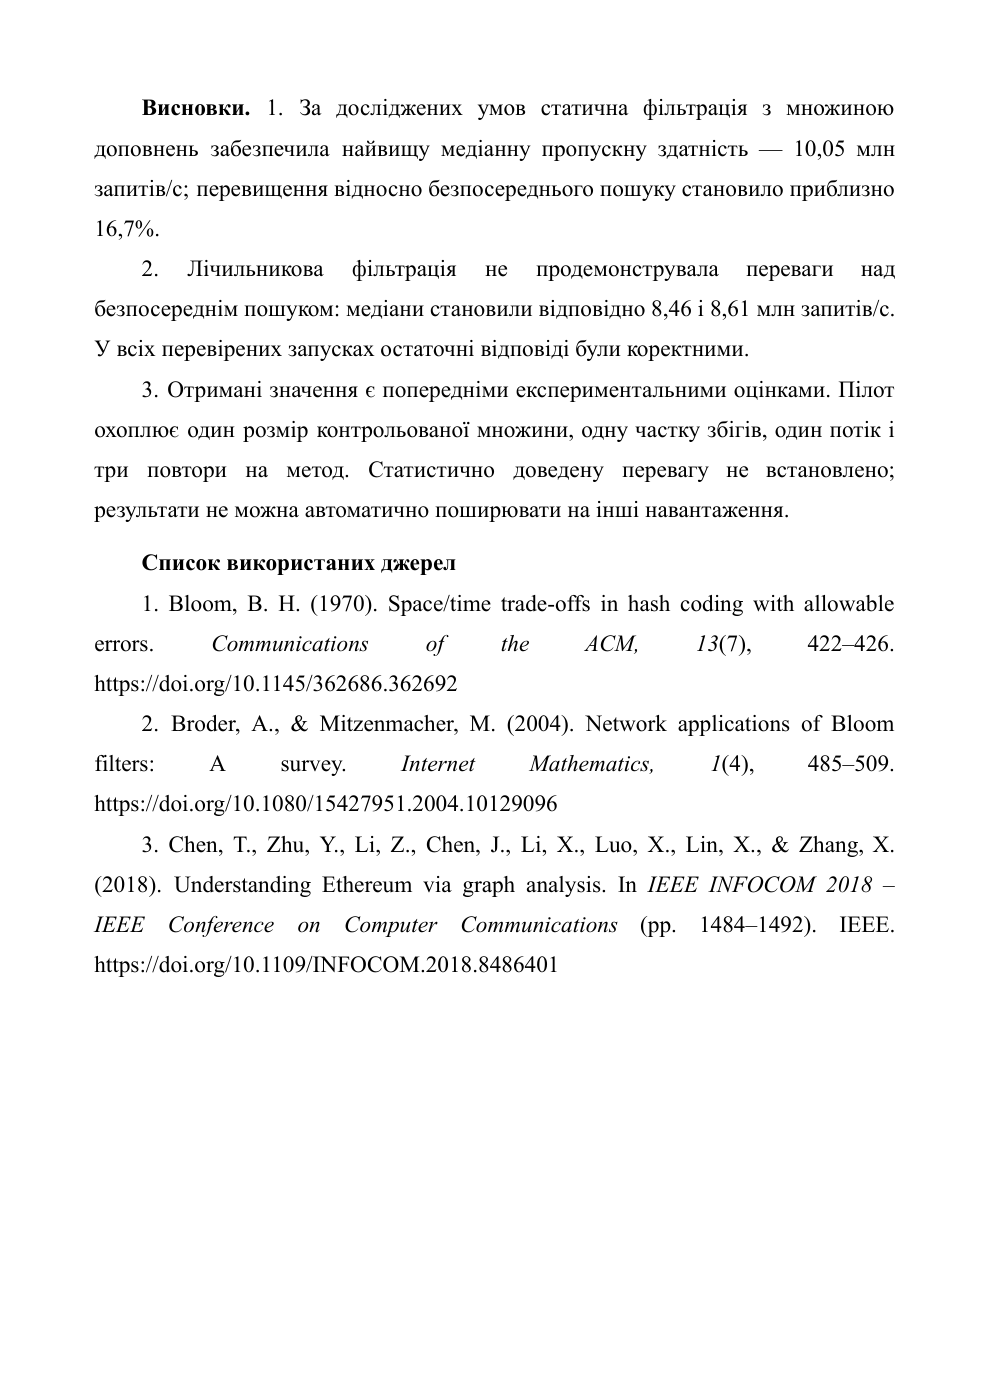 Висновки. 1. За досліджених умов статична фільтрація з множиною
доповнень забезпечила найвищу медіанну пропускну здатність — 10,05 млн
запитів/с; перевищення відносно безпосереднього пошуку становило приблизно
16,7%.
2. Лічильникова фільтрація не продемонструвала переваги над
безпосереднім пошуком: медіани становили відповідно 8,46 і 8,61 млн запитів/с.
У всіх перевірених запусках остаточні відповіді були коректними.
3. Отримані значення є попередніми експериментальними оцінками. Пілот
охоплює один розмір контрольованої множини, одну частку збігів, один потік і
три повтори на метод. Статистично доведену перевагу не встановлено;
результати не можна автоматично поширювати на інші навантаження.
Список використаних джерел
1. Bloom, B. H. (1970). Space/time trade-offs in hash coding with allowable
errors. Communications of the ACM, 13(7), 422–426.
https://doi.org/10.1145/362686.362692
2. Broder, A., & Mitzenmacher, M. (2004). Network applications of Bloom
filters: A survey. Internet Mathematics, 1(4), 485–509.
https://doi.org/10.1080/15427951.2004.10129096
3. Chen, T., Zhu, Y., Li, Z., Chen, J., Li, X., Luo, X., Lin, X., & Zhang, X.
(2018). Understanding Ethereum via graph analysis. In IEEE INFOCOM 2018 –
IEEE Conference on Computer Communications (pp. 1484–1492). IEEE.
https://doi.org/10.1109/INFOCOM.2018.8486401